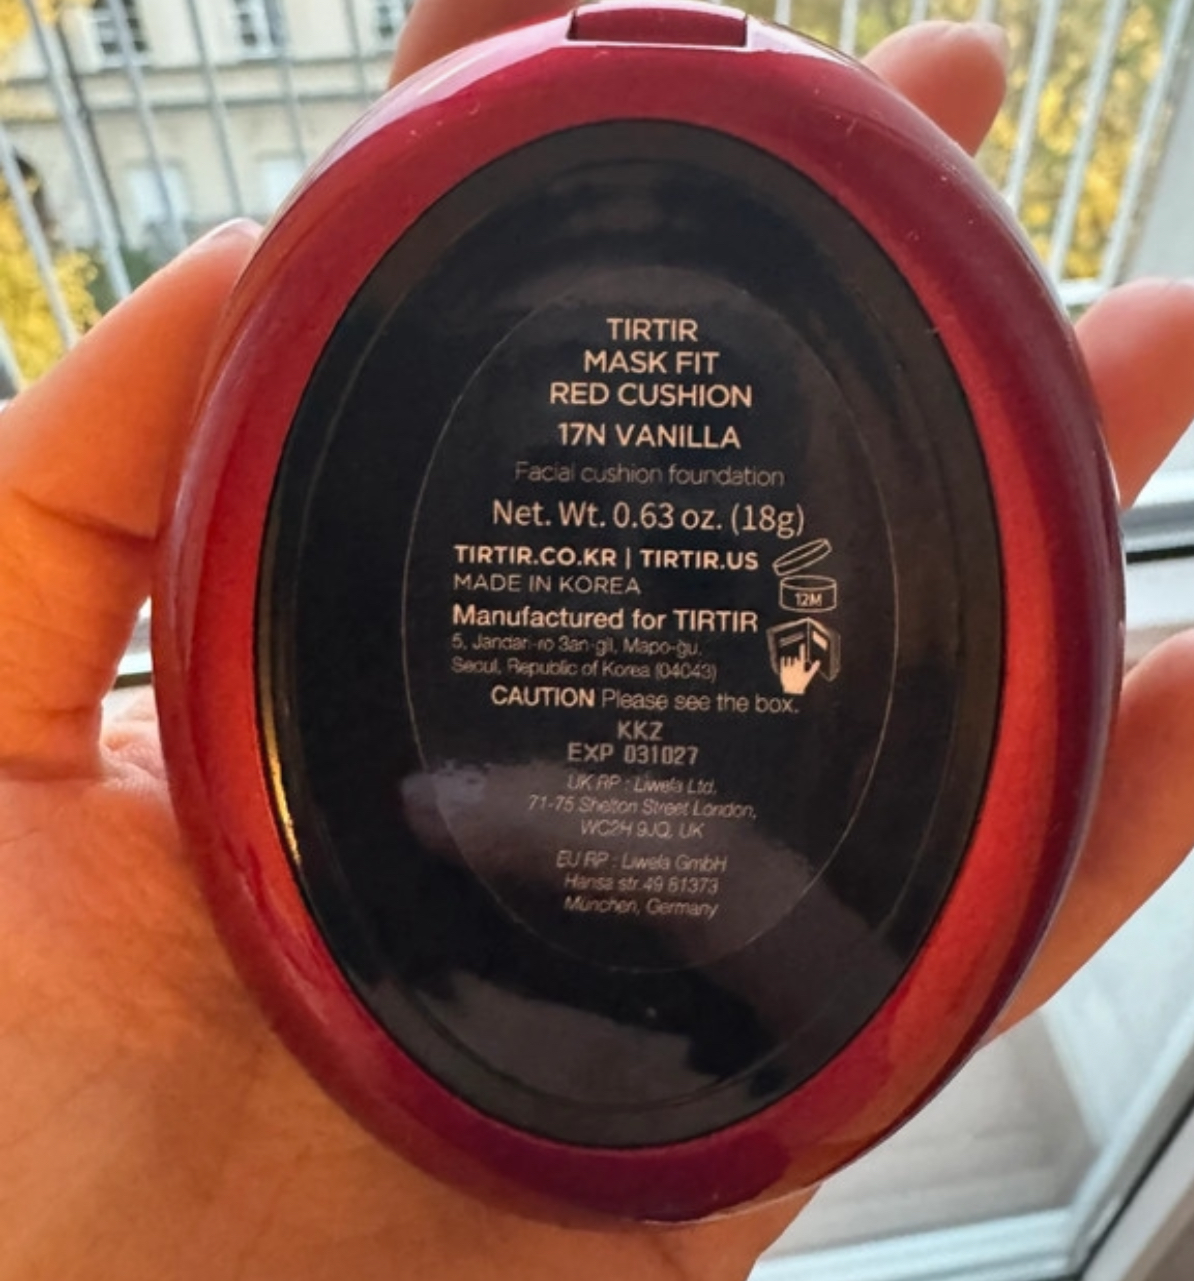 TIRTIR
MASK FIT
RED CUSHION
17N VANILLA
Facial cushion foundation
Net. Wt. 0.63 oz. (18g)
TIRTIR.CO.KR | TIRTIR.US
MADE IN KOREA
12M
Manufactured for TIRTIR
5, Jandari-ro 3an-gil, Mapo-gu,
Seoul, Republic of Korea (04043)
CAUTION Please see the box.
KKZ
EXP 031027
UK RP : Liwela Ltd.
71-75 Shelton Street London,
WC2H 9JQ, UK
EU RP : Liwela GmbH
Hansa str.49 81373
München, Germany